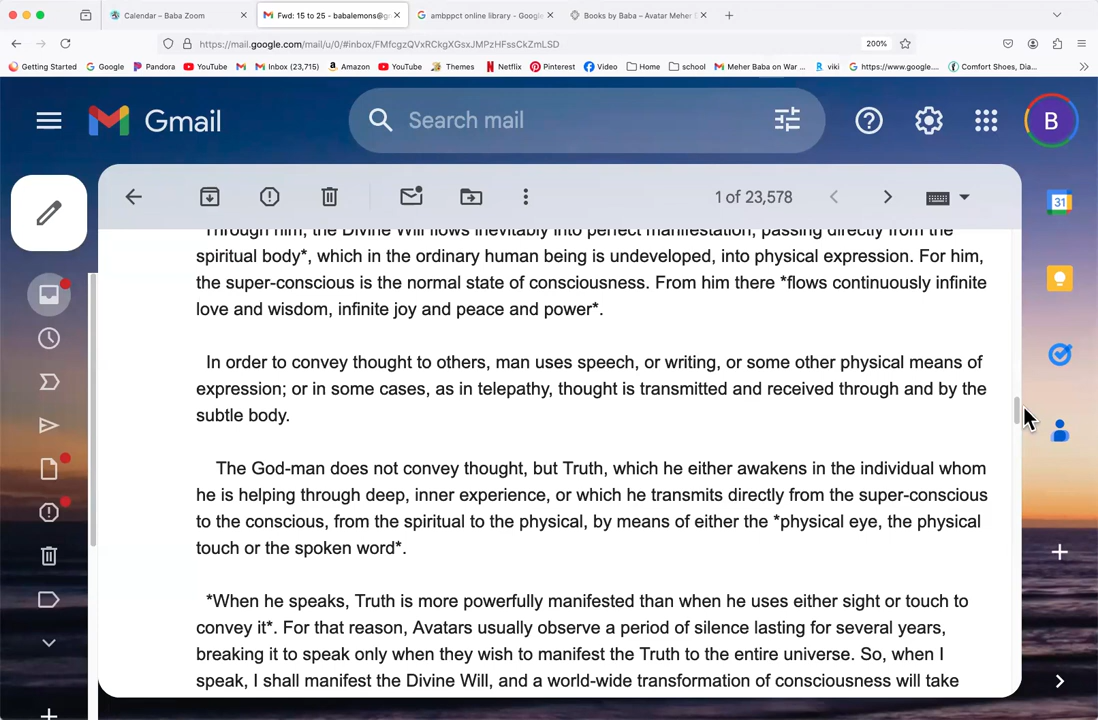 Calendar – Baba Zoom
Fwd: 15 to 25 - babalemons@g
ambppct online library - Google
Books by Baba – Avatar Meher
https://mail.google.com/mail/u/0/#inbox/FMfcgzQVxRCkgXGsxJMPzHFssCkZmLSD
200%
Getting Started
Google
Pandora
YouTube
Inbox (23,715)
Amazon
YouTube
Themes
Netflix
Pinterest
Video
Home
school
Meher Baba on War ...
viki
https://www.google....
Comfort Shoes, Dia...
Gmail
Search mail
B
1 of 23,578
31
Through him, the Divine Will flows inevitably into perfect manifestation, passing directly from the
spiritual body*, which in the ordinary human being is undeveloped, into physical expression. For him,
the super-conscious is the normal state of consciousness. From him there *flows continuously infinite
love and wisdom, infinite joy and peace and power*.
In order to convey thought to others, man uses speech, or writing, or some other physical means of
expression; or in some cases, as in telepathy, thought is transmitted and received through and by the
subtle body.
The God-man does not convey thought, but Truth, which he either awakens in the individual whom
he is helping through deep, inner experience, or which he transmits directly from the super-conscious
to the conscious, from the spiritual to the physical, by means of either the *physical eye, the physical
touch or the spoken word*.
*When he speaks, Truth is more powerfully manifested than when he uses either sight or touch to
convey it*. For that reason, Avatars usually observe a period of silence lasting for several years,
breaking it to speak only when they wish to manifest the Truth to the entire universe. So, when I
speak, I shall manifest the Divine Will, and a world-wide transformation of consciousness will take